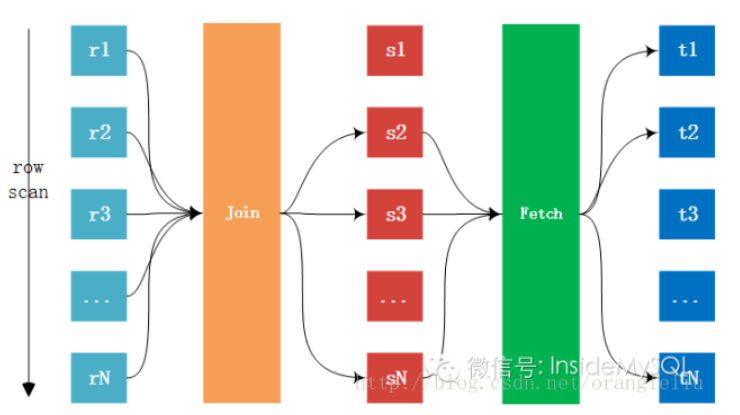 r1 s1 t1
r2 s2 t2
row
scan
r3 Join s3 Fetch t3
... ... ...
rN sN tN
微信号: InsideMySQL
http://blog.csdn.net/orangleliu